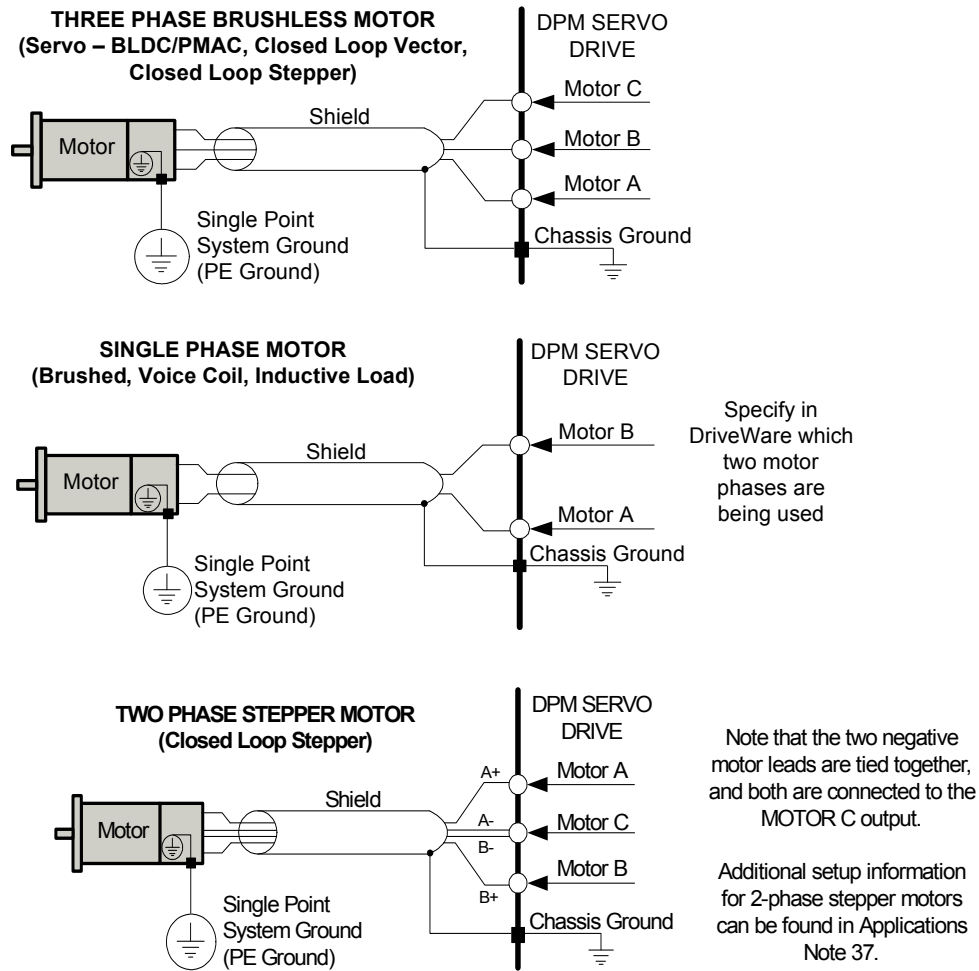 THREE PHASE BRUSHLESS MOTOR
(Servo – BLDC/PMAC, Closed Loop Vector,
Closed Loop Stepper)
DPM SERVO
DRIVE
Motor C
Shield
Motor
Motor B
Motor A
Single Point
System Ground
(PE Ground)
Chassis Ground
SINGLE PHASE MOTOR
(Brushed, Voice Coil, Inductive Load)
DPM SERVO
DRIVE
Motor B
Specify in
DriveWare which
two motor
phases are
being used
Shield
Motor
Motor A
Chassis Ground
Single Point
System Ground
(PE Ground)
TWO PHASE STEPPER MOTOR
(Closed Loop Stepper)
DPM SERVO
DRIVE
A+
Motor A
Shield
Motor
A-
Motor C
B-
Motor B
B+
Single Point
System Ground
(PE Ground)
Chassis Ground
Note that the two negative
motor leads are tied together,
and both are connected to the
MOTOR C output.
Additional setup information
for 2-phase stepper motors
can be found in Applications
Note 37.